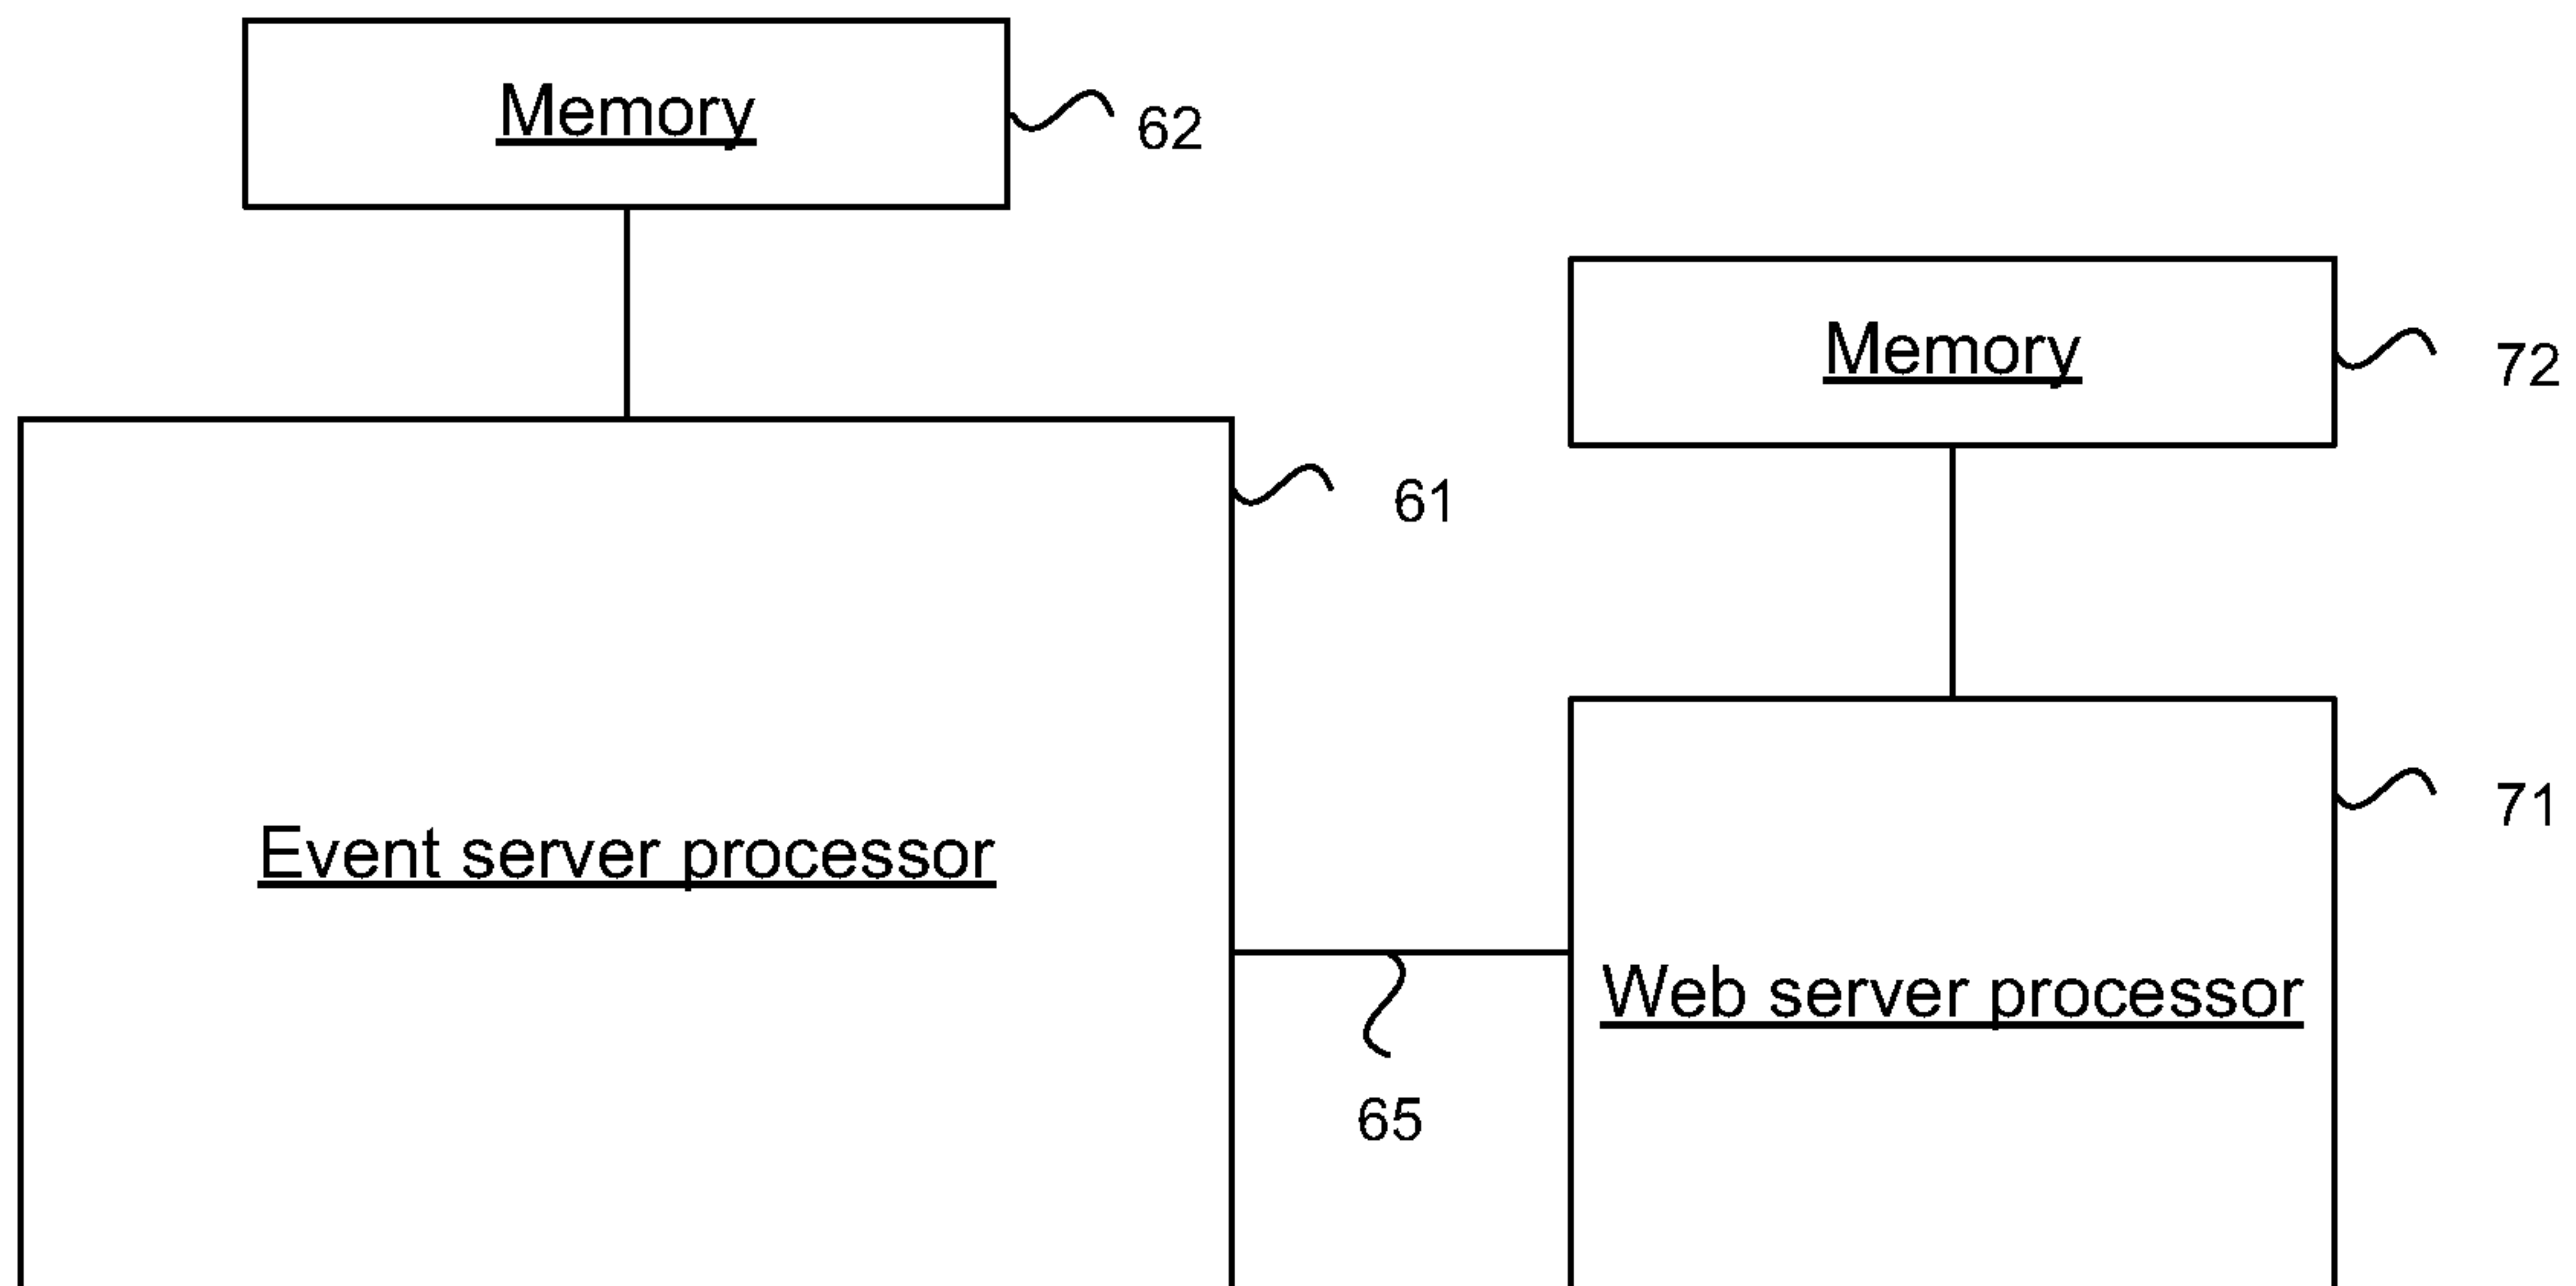 Memory
62
Memory
72
61
71
Event server processor
Web server processor
65